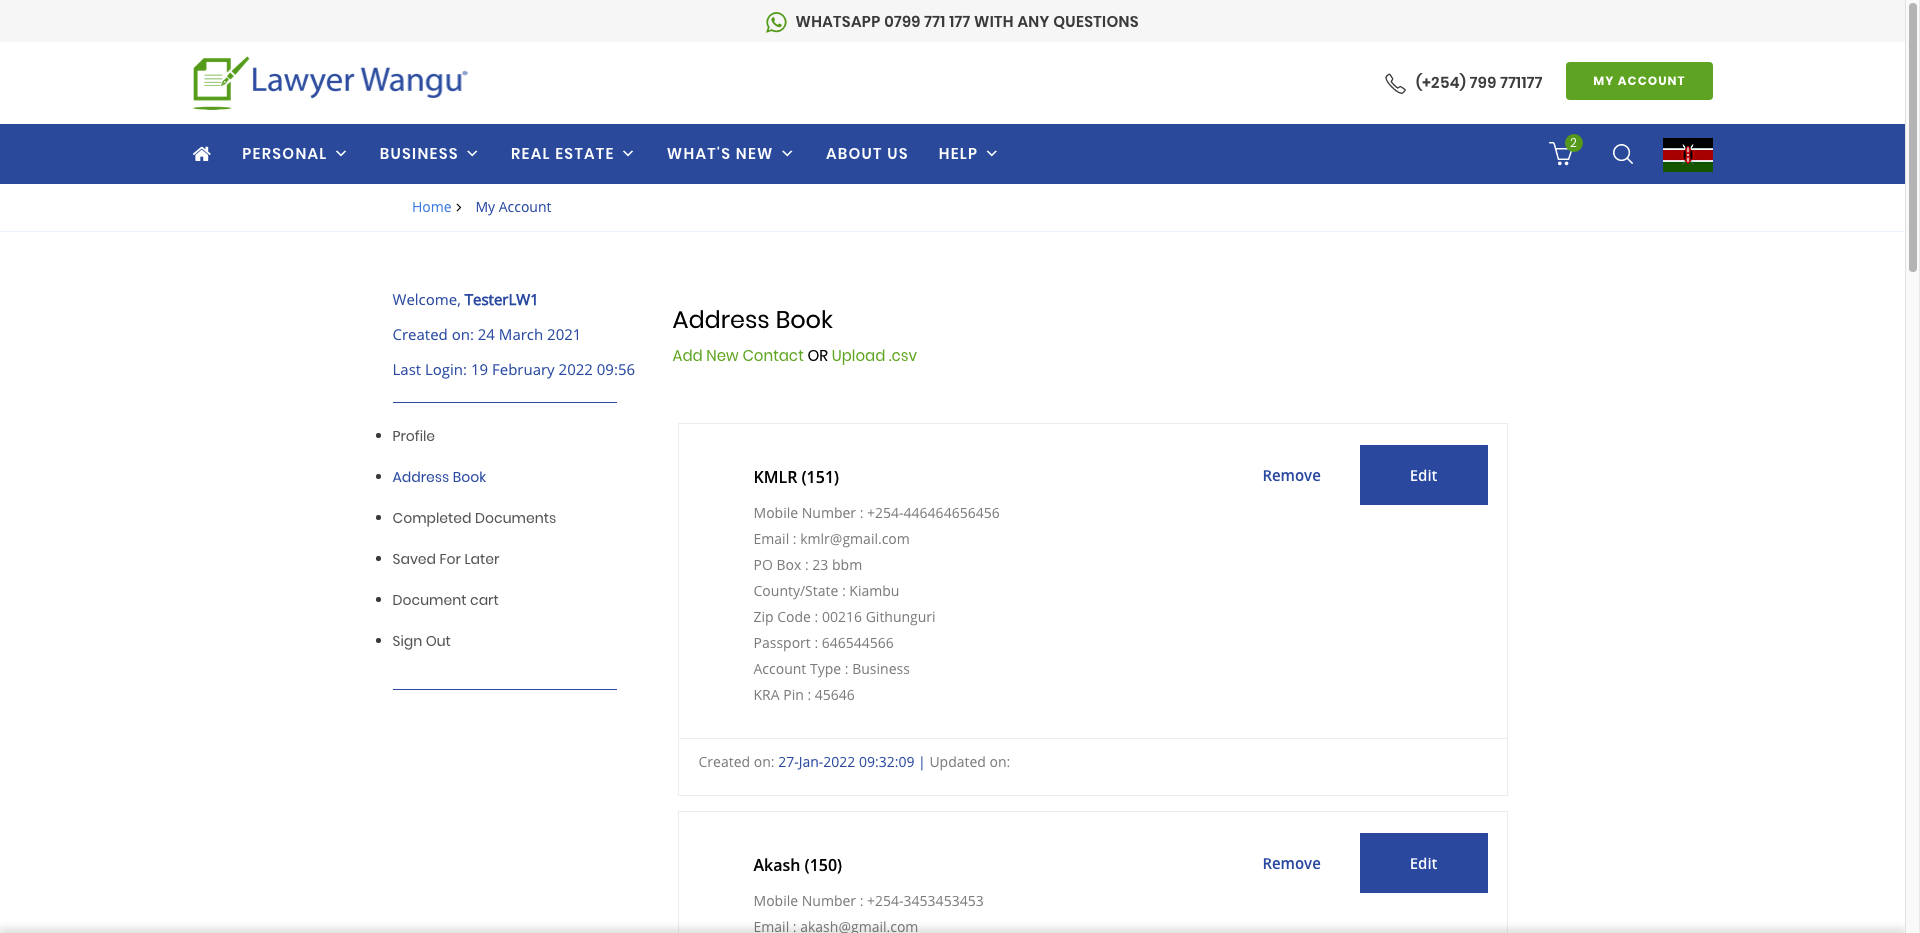 WHATSAPP 0799 771 177 WITH ANY QUESTIONS
Lawyer Wangu®
(+254) 799 771177
MY ACCOUNT
PERSONAL
BUSINESS
REAL ESTATE
WHAT'S NEW
ABOUT US
HELP
2
Home
My Account
Welcome, TesterLW1
Created on: 24 March 2021
Last Login: 19 February 2022 09:56
Profile
Address Book
Completed Documents
Saved For Later
Document cart
Sign Out
Address Book
Add New Contact OR Upload .csv
KMLR (151)
Remove
Edit
Mobile Number : +254-446464656456
Email : kmlr@gmail.com
PO Box : 23 bbm
County/State : Kiambu
Zip Code : 00216 Githunguri
Passport : 646544566
Account Type : Business
KRA Pin : 45646
Created on: 27-Jan-2022 09:32:09 | Updated on:
Akash (150)
Remove
Edit
Mobile Number : +254-3453453453
Email : akash@gmail.com